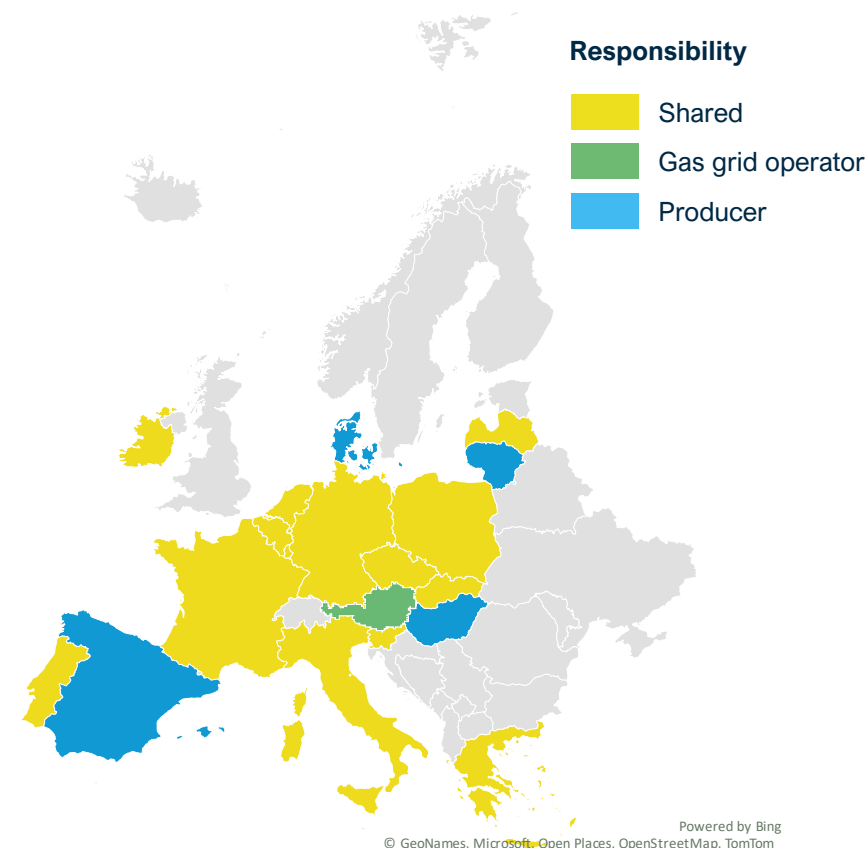 Responsibility
Shared
Gas grid operator
Producer
Powered by Bing
© GeoNames, Microsoft, Open Places, OpenStreetMap, TomTom